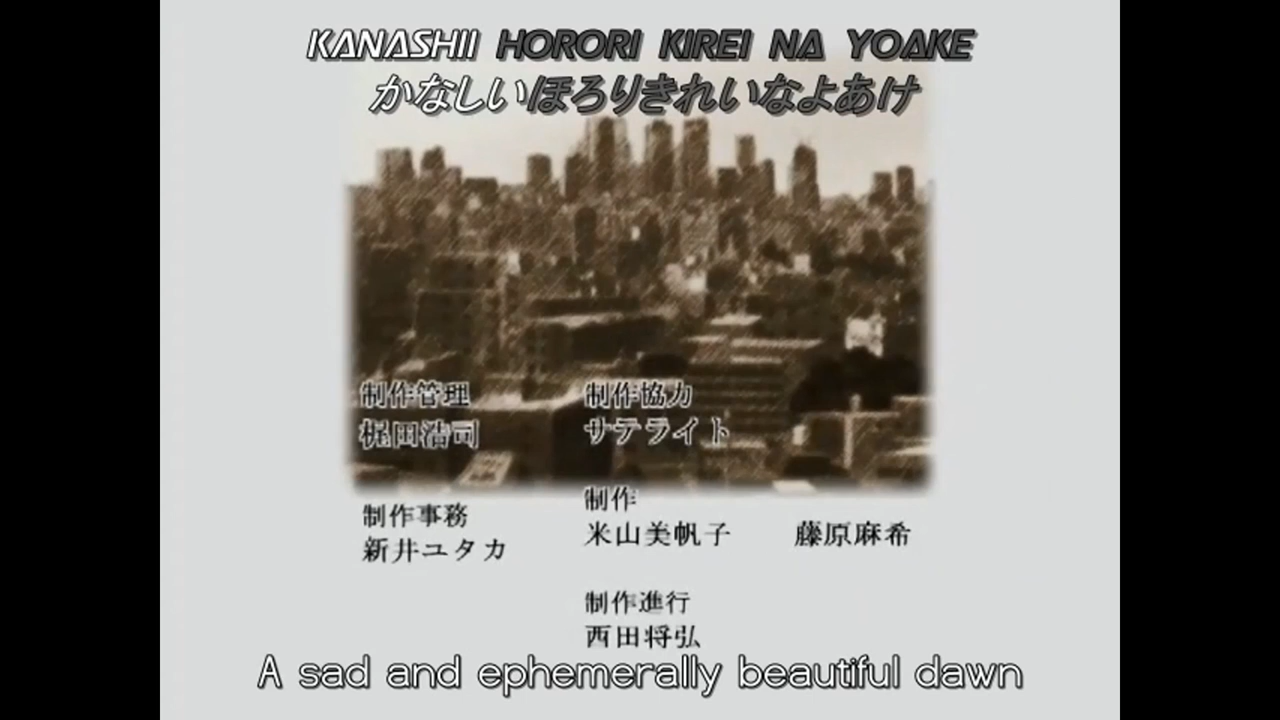 KANASHII HORORI KIREI NA YOAKE
かなしいほろりきれいなよあけ
制作管理
梶田浩司
制作協力
サテライト
制作事務
新井ユタカ
制作
米山美帆子 藤原麻希
制作進行
西田将弘
A sad and ephemerally beautiful dawn